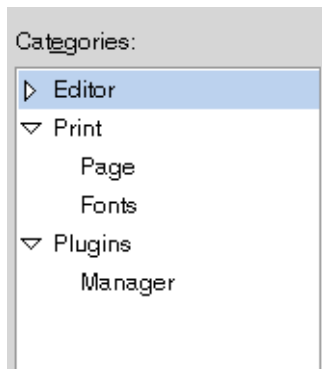 Categories:
Editor
Print
Page
Fonts
Plugins
Manager